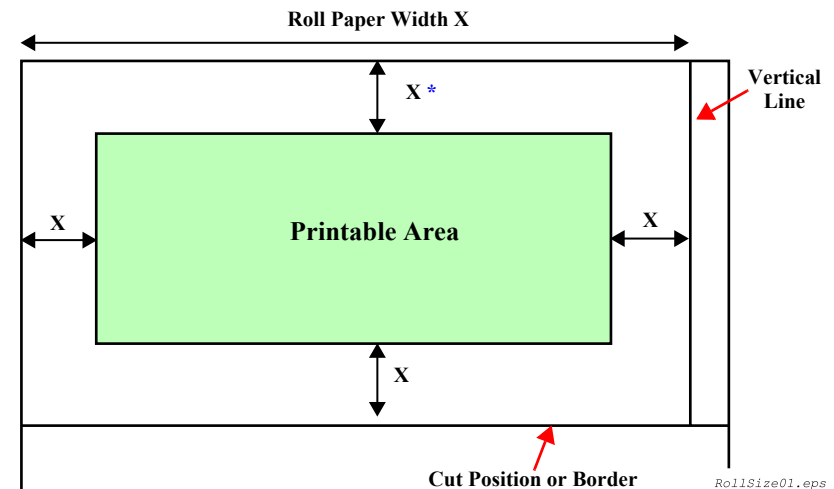 Roll Paper Width X
X *
Vertical
Line
X
Printable Area
X
X
Cut Position or Border
RollSize01.eps